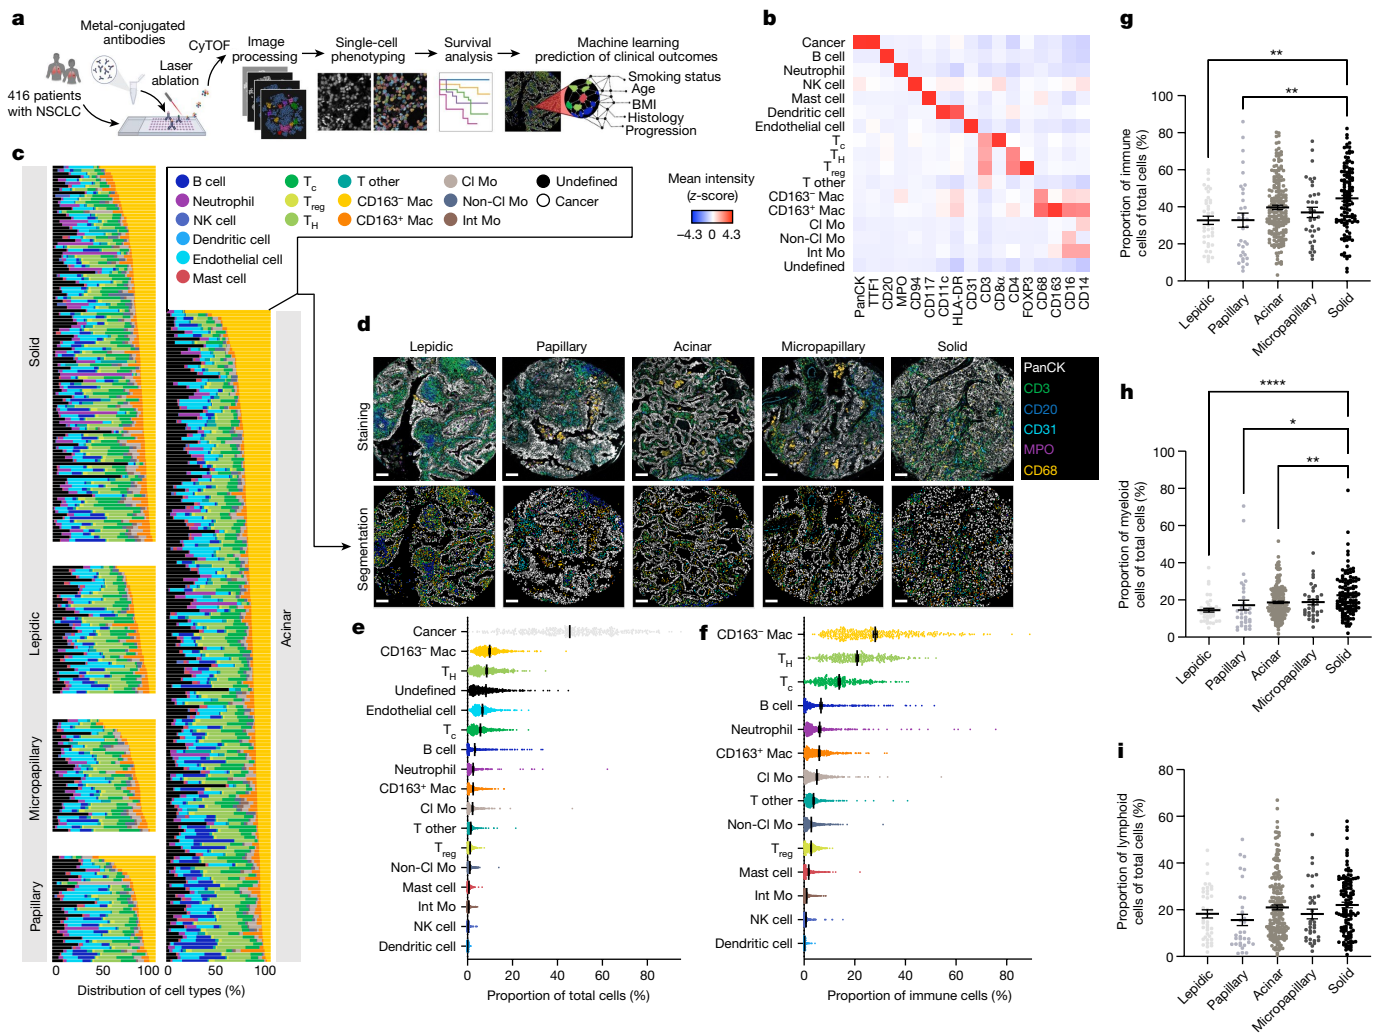 a
Metal-conjugated
antibodies
CyTOF
Laser
ablation
416 patients
with NSCLC
Image
processing
Single-cell
phenotyping
Survival
analysis
Machine learning
prediction of clinical outcomes
Smoking status
Age
BMI
Histology
Progression
b
Cancer
B cell
Neutrophil
NK cell
Mast cell
Dendritic cell
Endothelial cell
Tc
TH
Treg
T other
CD163− Mac
CD163+ Mac
Cl Mo
Non-Cl Mo
Int Mo
Undefined
PanCK
TTF1
CD20
MPO
CD94
CD117
CD11c
HLA-DR
CD31
CD3
CD8α
CD4
FOXP3
CD68
CD163
CD16
CD14
Mean intensity
(z-score)
−4.3 0 4.3
c
B cell
Neutrophil
NK cell
Dendritic cell
Endothelial cell
Mast cell
Tc
Treg
TH
T other
CD163− Mac
CD163+ Mac
Cl Mo
Non-Cl Mo
Int Mo
Undefined
Cancer
Solid
Lepidic
Micropapillary
Papillary
Acinar
0 50 100
0 50 100
Distribution of cell types (%)
d
Lepidic
Papillary
Acinar
Micropapillary
Solid
Staining
Segmentation
PanCK
CD3
CD20
CD31
MPO
CD68
e
Cancer
CD163− Mac
TH
Undefined
Endothelial cell
Tc
B cell
Neutrophil
CD163+ Mac
Cl Mo
T other
Treg
Non-Cl Mo
Mast cell
Int Mo
NK cell
Dendritic cell
0 20 40 60 80
Proportion of total cells (%)
f
CD163− Mac
TH
Tc
B cell
Neutrophil
CD163+ Mac
Cl Mo
T other
Non-Cl Mo
Treg
Mast cell
Int Mo
NK cell
Dendritic cell
0 20 40 60 80
Proportion of immune cells (%)
g
**
**
Proportion of immune
cells of total cells (%)
100
80
60
40
20
0
Lepidic
Papillary
Acinar
Micropapillary
Solid
h
****
*
**
Proportion of myeloid
cells of total cells (%)
100
80
60
40
20
0
Lepidic
Papillary
Acinar
Micropapillary
Solid
i
Proportion of lymphoid
cells of total cells (%)
80
60
40
20
0
Lepidic
Papillary
Acinar
Micropapillary
Solid